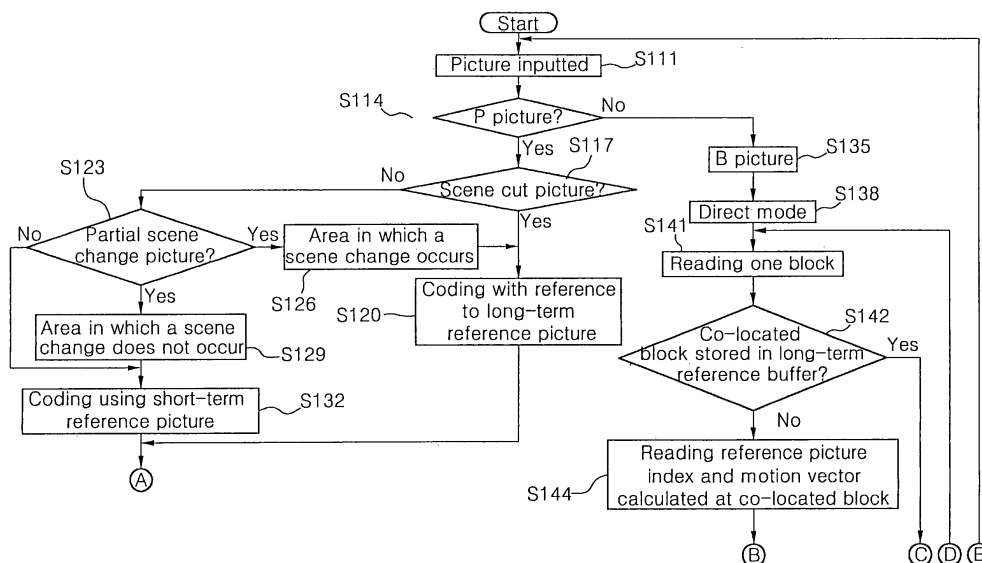 Start
Picture inputted
S111
S114
P picture?
No
Yes
S117
Scene cut picture?
No
Yes
S123
Partial scene
change picture?
No
Yes
Yes
Area in which a
scene change occurs
S126
Area in which a scene
change does not occur
S129
S120
Coding with reference
to long-term
reference picture
Coding using short-term
reference picture
S132
A
B picture
S135
Direct mode
S138
S141
Reading one block
S142
Co-located
block stored in long-term
reference buffer?
Yes
No
Reading reference picture
index and motion vector
calculated at co-located block
S144
B
C
D
E